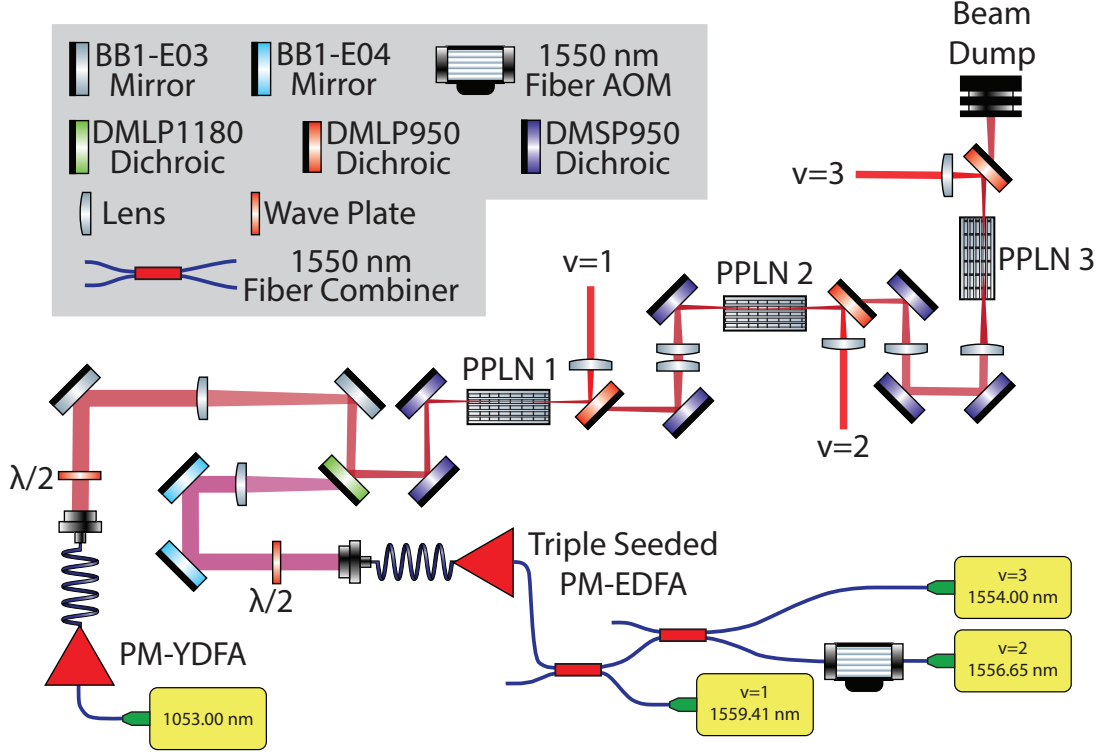 Beam
Dump
BB1-E03
Mirror
BB1-E04
Mirror
1550 nm
Fiber AOM
DMLP1180
Dichroic
DMLP950
Dichroic
DMSP950
Dichroic
Lens
Wave Plate
1550 nm
Fiber Combiner
v=3
PPLN 3
v=1
PPLN 2
PPLN 1
v=2
λ/2
λ/2
Triple Seeded
PM-EDFA
PM-YDFA
v=3
1554.00 nm
v=2
1556.65 nm
v=1
1559.41 nm
1053.00 nm